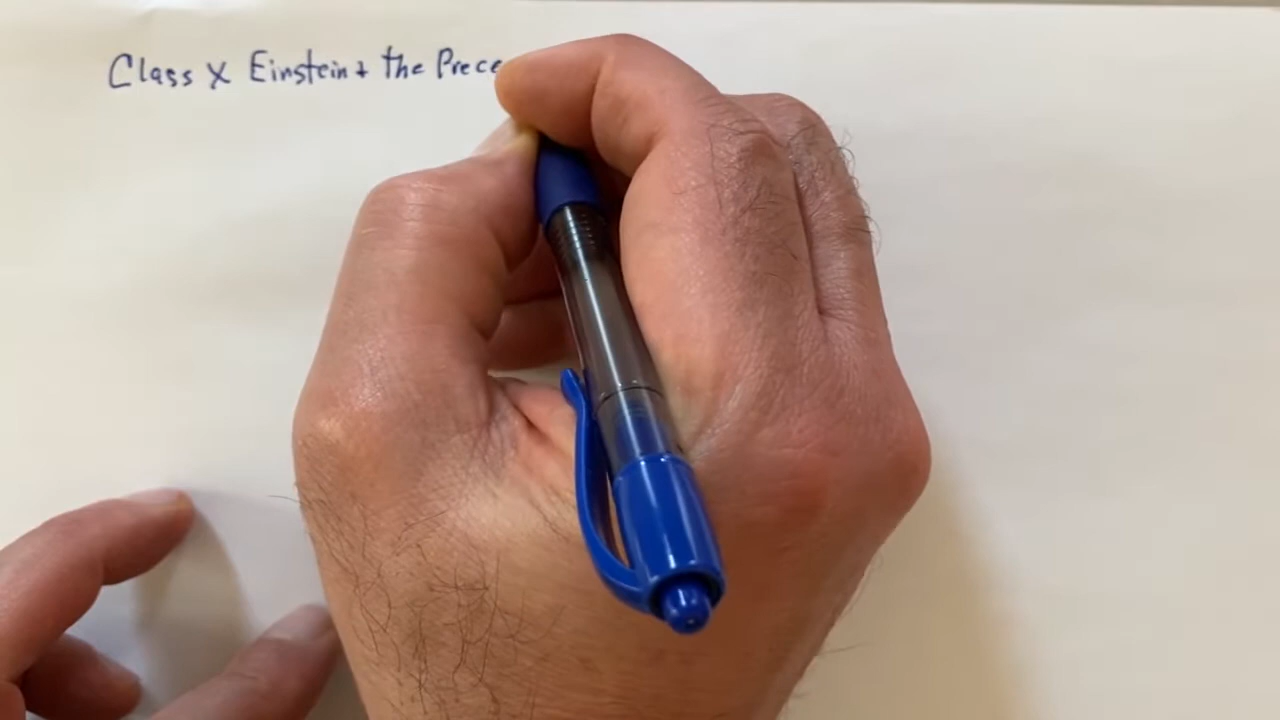 Class X Einstein + the Prece